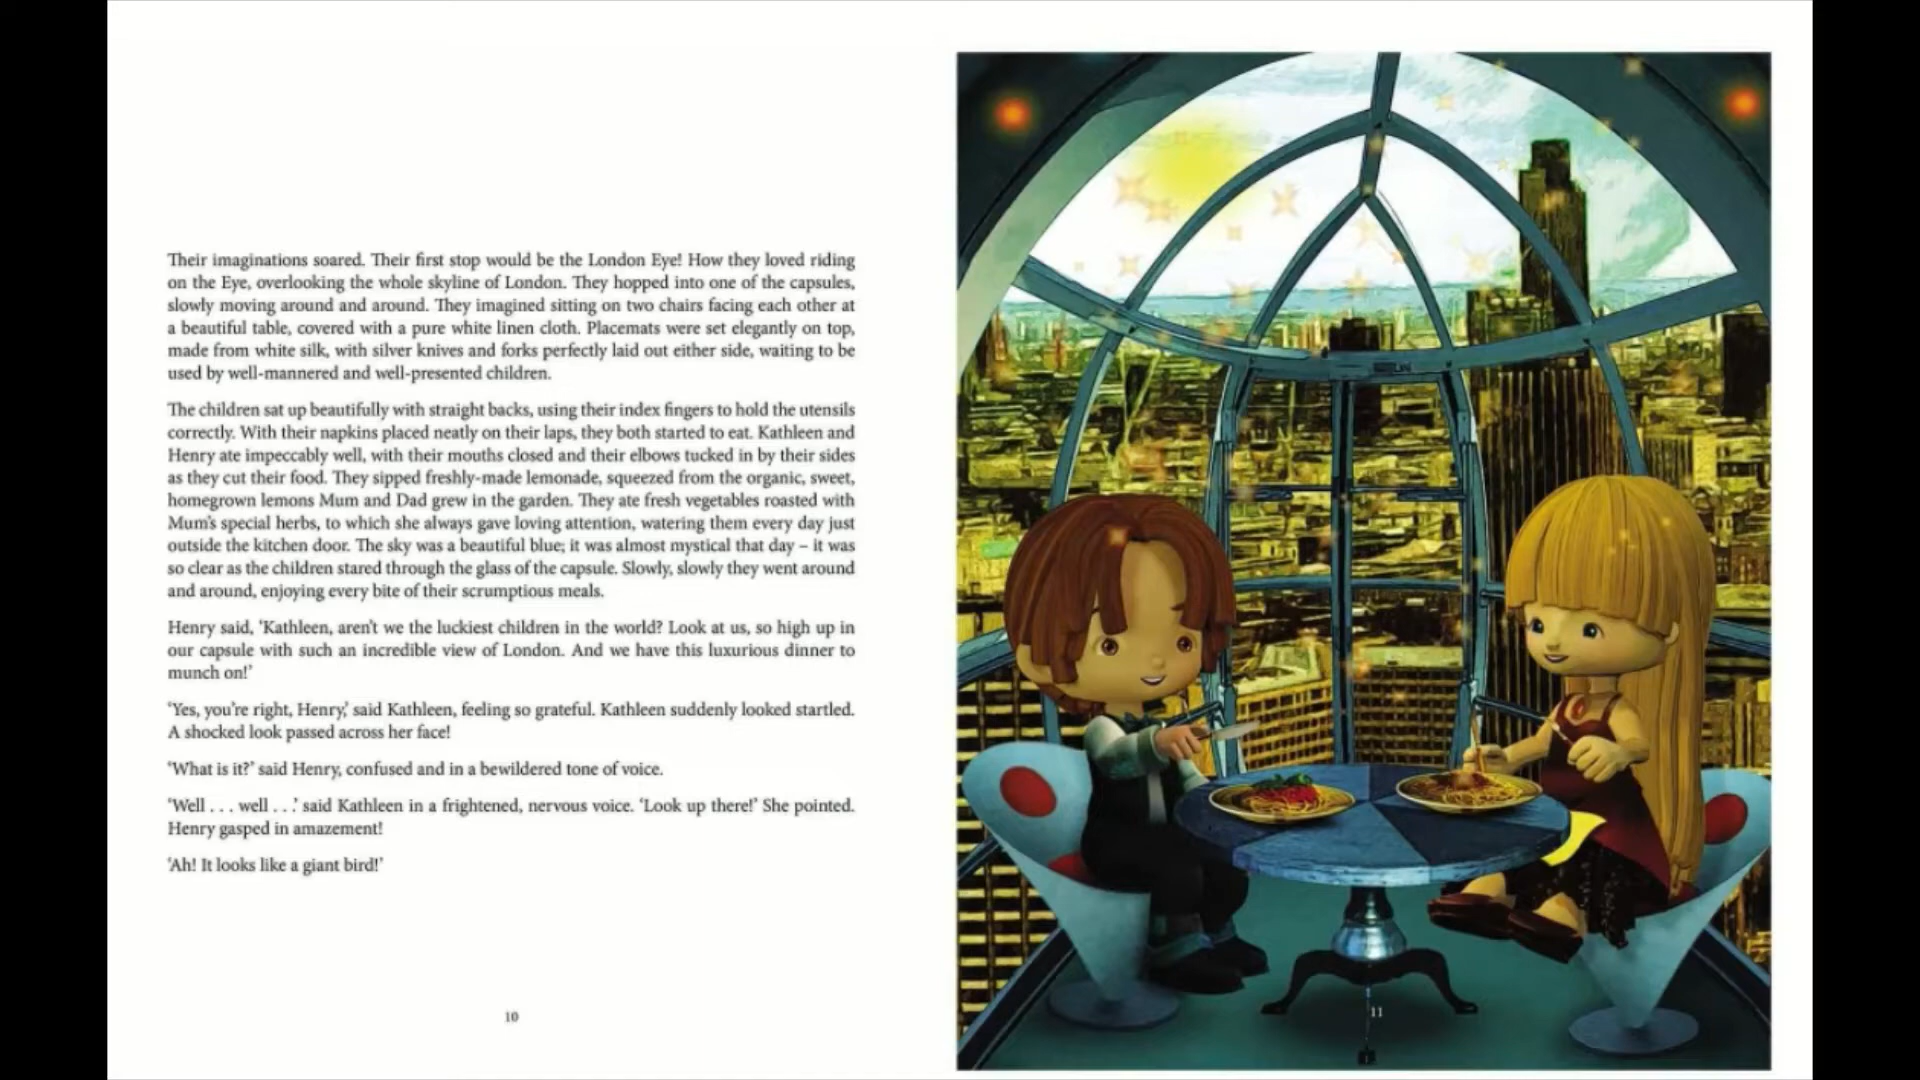 Their imaginations soared. Their first stop would be the London Eye! How they loved riding
on the Eye, overlooking the whole skyline of London. They hopped into one of the capsules,
slowly moving around and around. They imagined sitting on two chairs facing each other at
a beautiful table, covered with a pure white linen cloth. Placemats were set elegantly on top,
made from white silk, with silver knives and forks perfectly laid out either side, waiting to be
used by well-mannered and well-presented children.
The children sat up beautifully with straight backs, using their index fingers to hold the utensils
correctly. With their napkins placed neatly on their laps, they both started to eat. Kathleen and
Henry ate impeccably well, with their mouths closed and their elbows tucked in by their sides
as they cut their food. They sipped freshly-made lemonade, squeezed from the organic, sweet,
homegrown lemons Mum and Dad grew in the garden. They ate fresh vegetables roasted with
Mum's special herbs, to which she always gave loving attention, watering them every day just
outside the kitchen door. The sky was a beautiful blue; it was almost mystical that day – it was
so clear as the children stared through the glass of the capsule. Slowly, slowly they went around
and around, enjoying every bite of their scrumptious meals.
Henry said, 'Kathleen, aren't we the luckiest children in the world? Look at us, so high up in
our capsule with such an incredible view of London. And we have this luxurious dinner to
munch on!'
'Yes, you're right, Henry,' said Kathleen, feeling so grateful. Kathleen suddenly looked startled.
A shocked look passed across her face!
'What is it?' said Henry, confused and in a bewildered tone of voice.
'Well . . . well . . .' said Kathleen in a frightened, nervous voice. 'Look up there!' She pointed.
Henry gasped in amazement!
'Ah! It looks like a giant bird!'
10
11